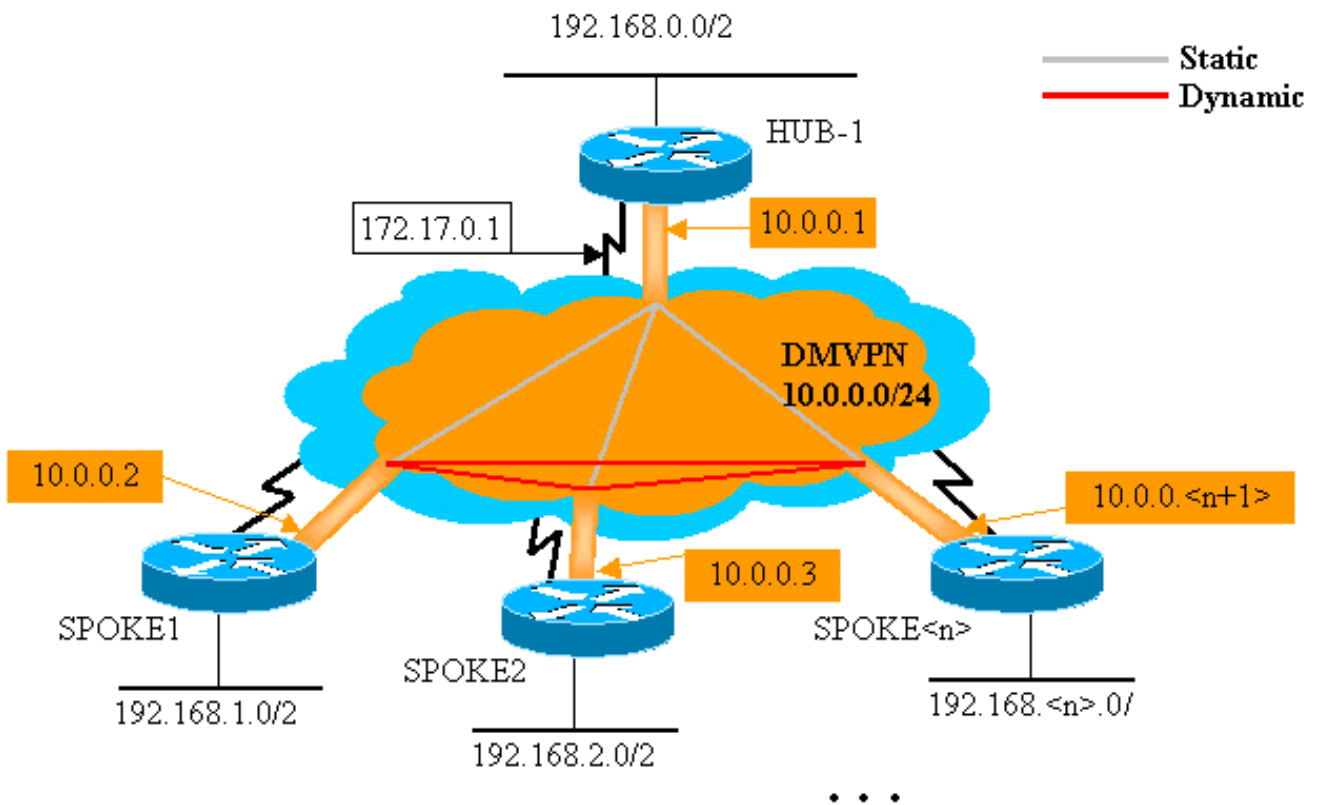 192.168.0.0/2
Static
Dynamic
HUB-1
172.17.0.1
10.0.0.1
DMVPN
10.0.0.0/24
10.0.0.2
10.0.0.<n+1>
10.0.0.3
SPOKE1
SPOKE2
SPOKE<n>
192.168.1.0/2
192.168.2.0/2
192.168.<n>.0/
. . .